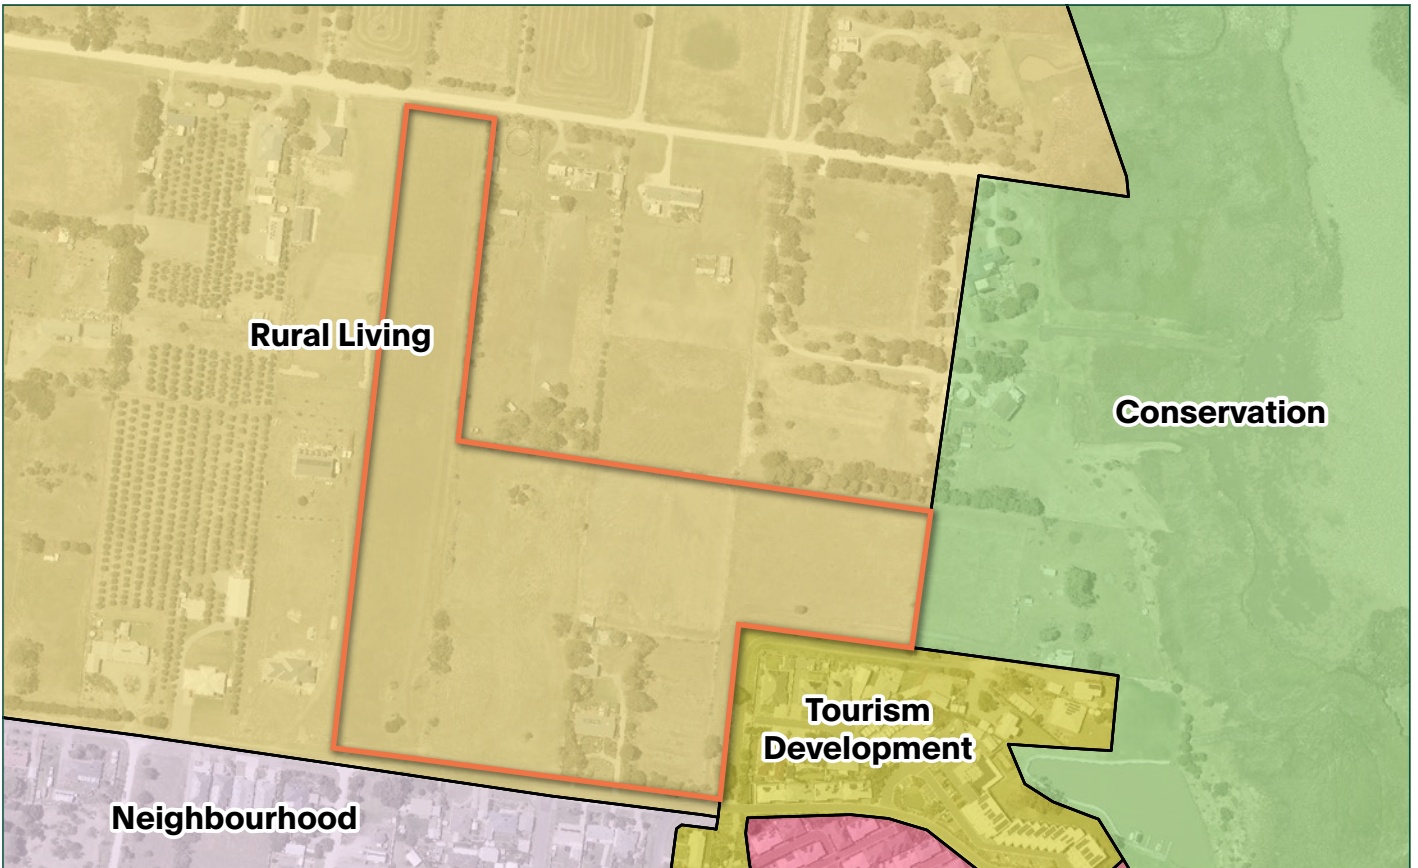 Rural Living
Conservation
Tourism
Development
Neighbourhood